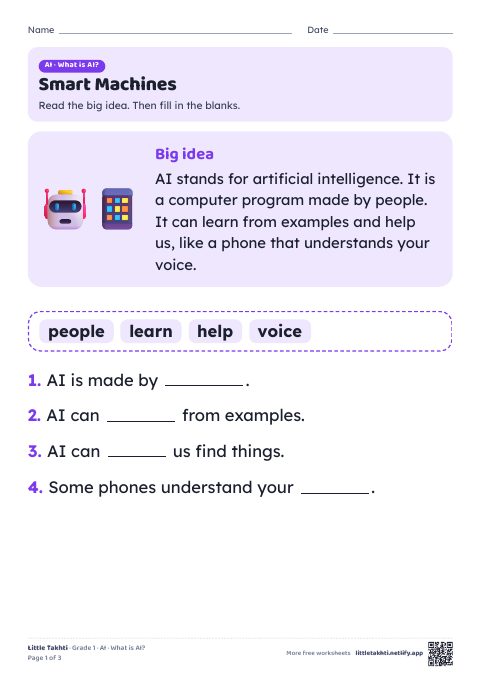 Name Date
AI · What is AI?
Smart Machines
Read the big idea. Then fill in the blanks.
Big idea
AI stands for artificial intelligence. It is
a computer program made by people.
It can learn from examples and help
us, like a phone that understands your
voice.
people learn help voice
1. AI is made by ________.
2. AI can ________ from examples.
3. AI can ________ us find things.
4. Some phones understand your ________.
Little Takhti · Grade 1 · AI · What is AI?
More free worksheets · littletakhti.netlify.app
Page 1 of 3